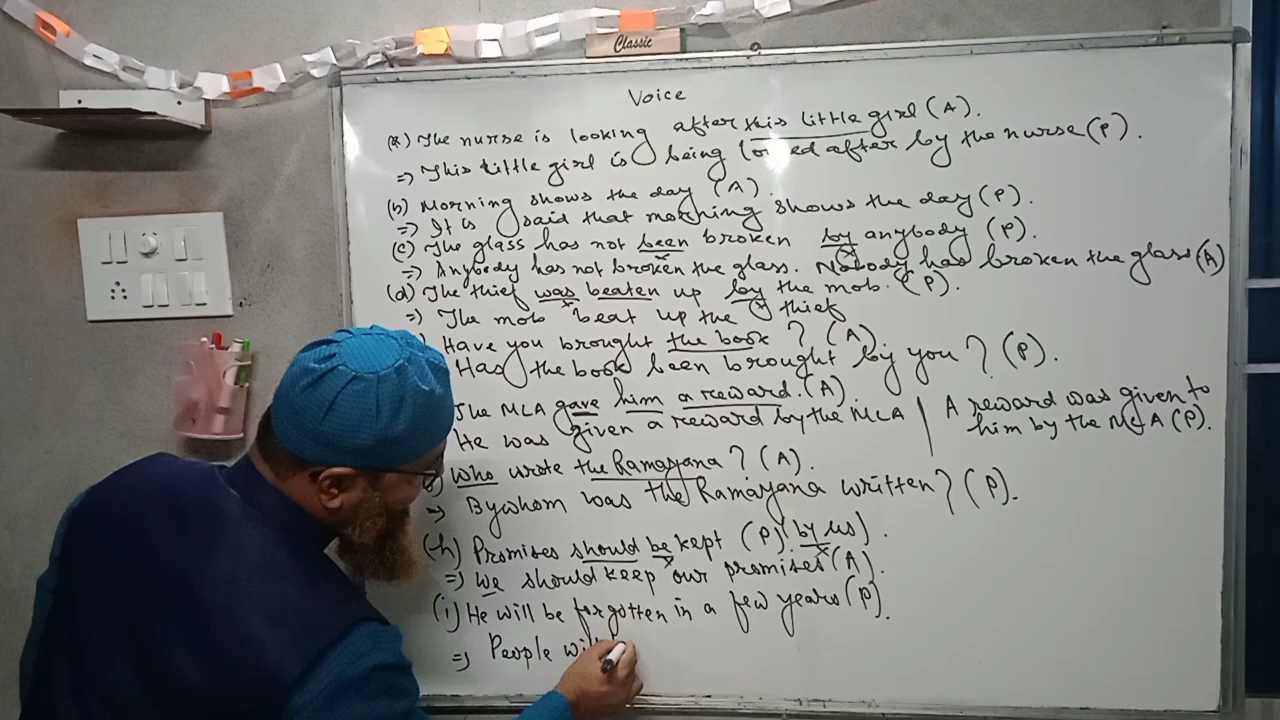 Classic
Voice
(a) The nurse is looking after this little girl (A).
=> This little girl is being looked after by the nurse (P).
(b) Morning shows the day (A).
=> It is said that morning shows the day (P).
(c) The glass has not been broken by anybody (P).
=> Anybody has not broken the glass. Nobody has broken the glass (A)
(d) The thief was beaten up by the mob. (P).
=> The mob beat up the thief
Have you brought the book? (A).
Has the book been brought by you? (P).
The MLA gave him a reward. (A).
He was given a reward by the MLA | A reward was given to
him by the MLA (P).
Who wrote the Ramayana? (A).
=> By whom was the Ramayana written? (P).
(h) Promises should be kept (P) (by us).
=> We should keep our promises (A).
(i) He will be forgotten in a few years (P).
=> People will